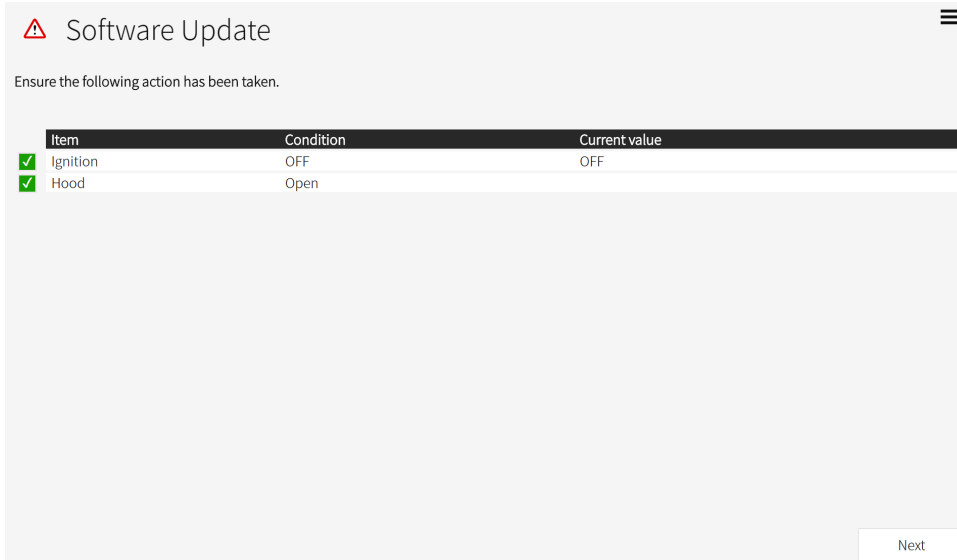 Software Update
Ensure the following action has been taken.
Item Condition Current value
Ignition OFF OFF
Hood Open
Next